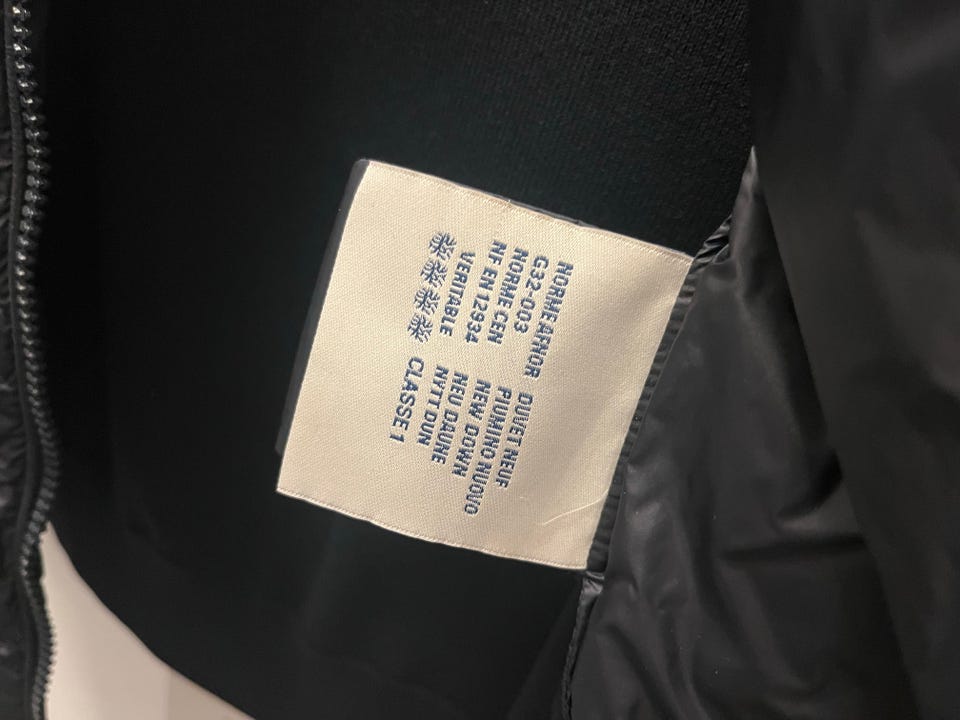 NORME AFNOR
G32-003
NORME CEN
NF EN 12934
VERITABLE
DUVET NEUF
PIUMINO NUOVO
NEW DOWN
NEU DAUNE
NYTT DUN
CLASSE 1